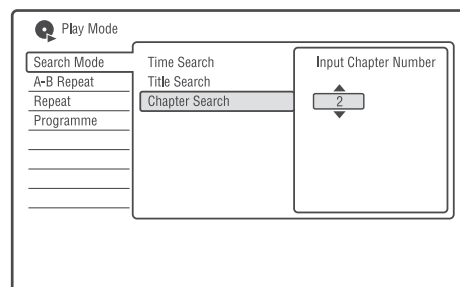 Play Mode
Search Mode
A-B Repeat
Repeat
Programme
Time Search
Title Search
Chapter Search
Input Chapter Number
2